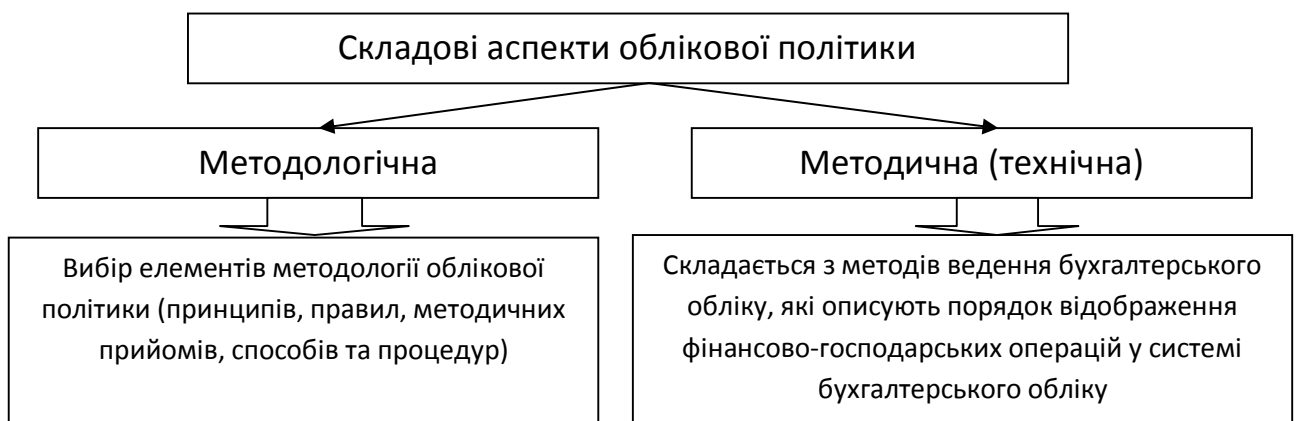 Складові аспекти облікової політики
Методологічна
Методична (технічна)
Вибір елементів методології облікової
політики (принципів, правил, методичних
прийомів, способів та процедур)
Складається з методів ведення бухгалтерського
обліку, які описують порядок відображення
фінансово-господарських операцій у системі
бухгалтерського обліку